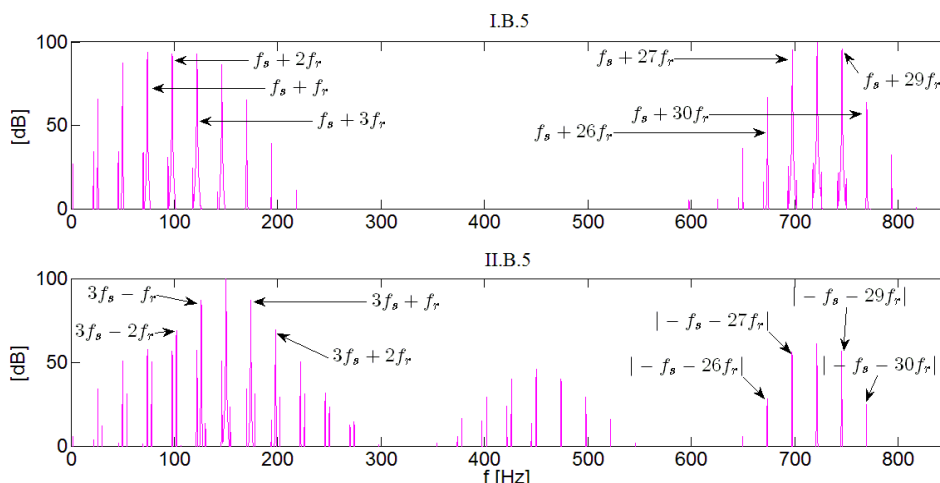 I.B.5
100
50
0
[dB]
f_s + 2f_r
f_s + f_r
f_s + 3f_r
f_s + 27f_r
f_s + 29f_r
f_s + 30f_r
f_s + 26f_r
0 100 200 300 400 500 600 700 800
II.B.5
100
50
0
[dB]
3f_s − f_r
3f_s − 2f_r
3f_s + f_r
3f_s + 2f_r
| − f_s − 29f_r|
| − f_s − 27f_r|
| − f_s − 26f_r|
| − f_s − 30f_r|
0 100 200 300 400 500 600 700 800
f [Hz]